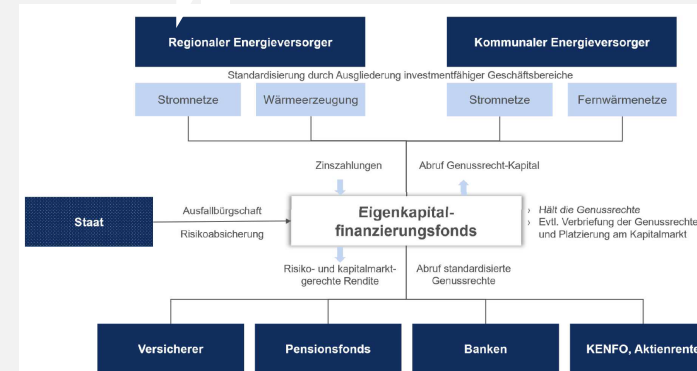 Regionaler Energieversorger
Kommunaler Energieversorger
Standardisierung durch Ausgliederung investmentfähiger Geschäftsbereiche
Stromnetze
Wärmeerzeugung
Stromnetze
Fernwärmenetze
Zinszahlungen
Abruf Genussrecht-Kapital
Staat
Ausfallbürgschaft
Risikoabsicherung
Eigenkapital-
finanzierungsfonds
› Hält die Genussrechte
› Evtl. Verbriefung der Genussrechte
und Platzierung am Kapitalmarkt
Risiko- und kapitalmarkt-
gerechte Rendite
Abruf standardisierte
Genussrechte
Versicherer
Pensionsfonds
Banken
KENFO, Aktienrente